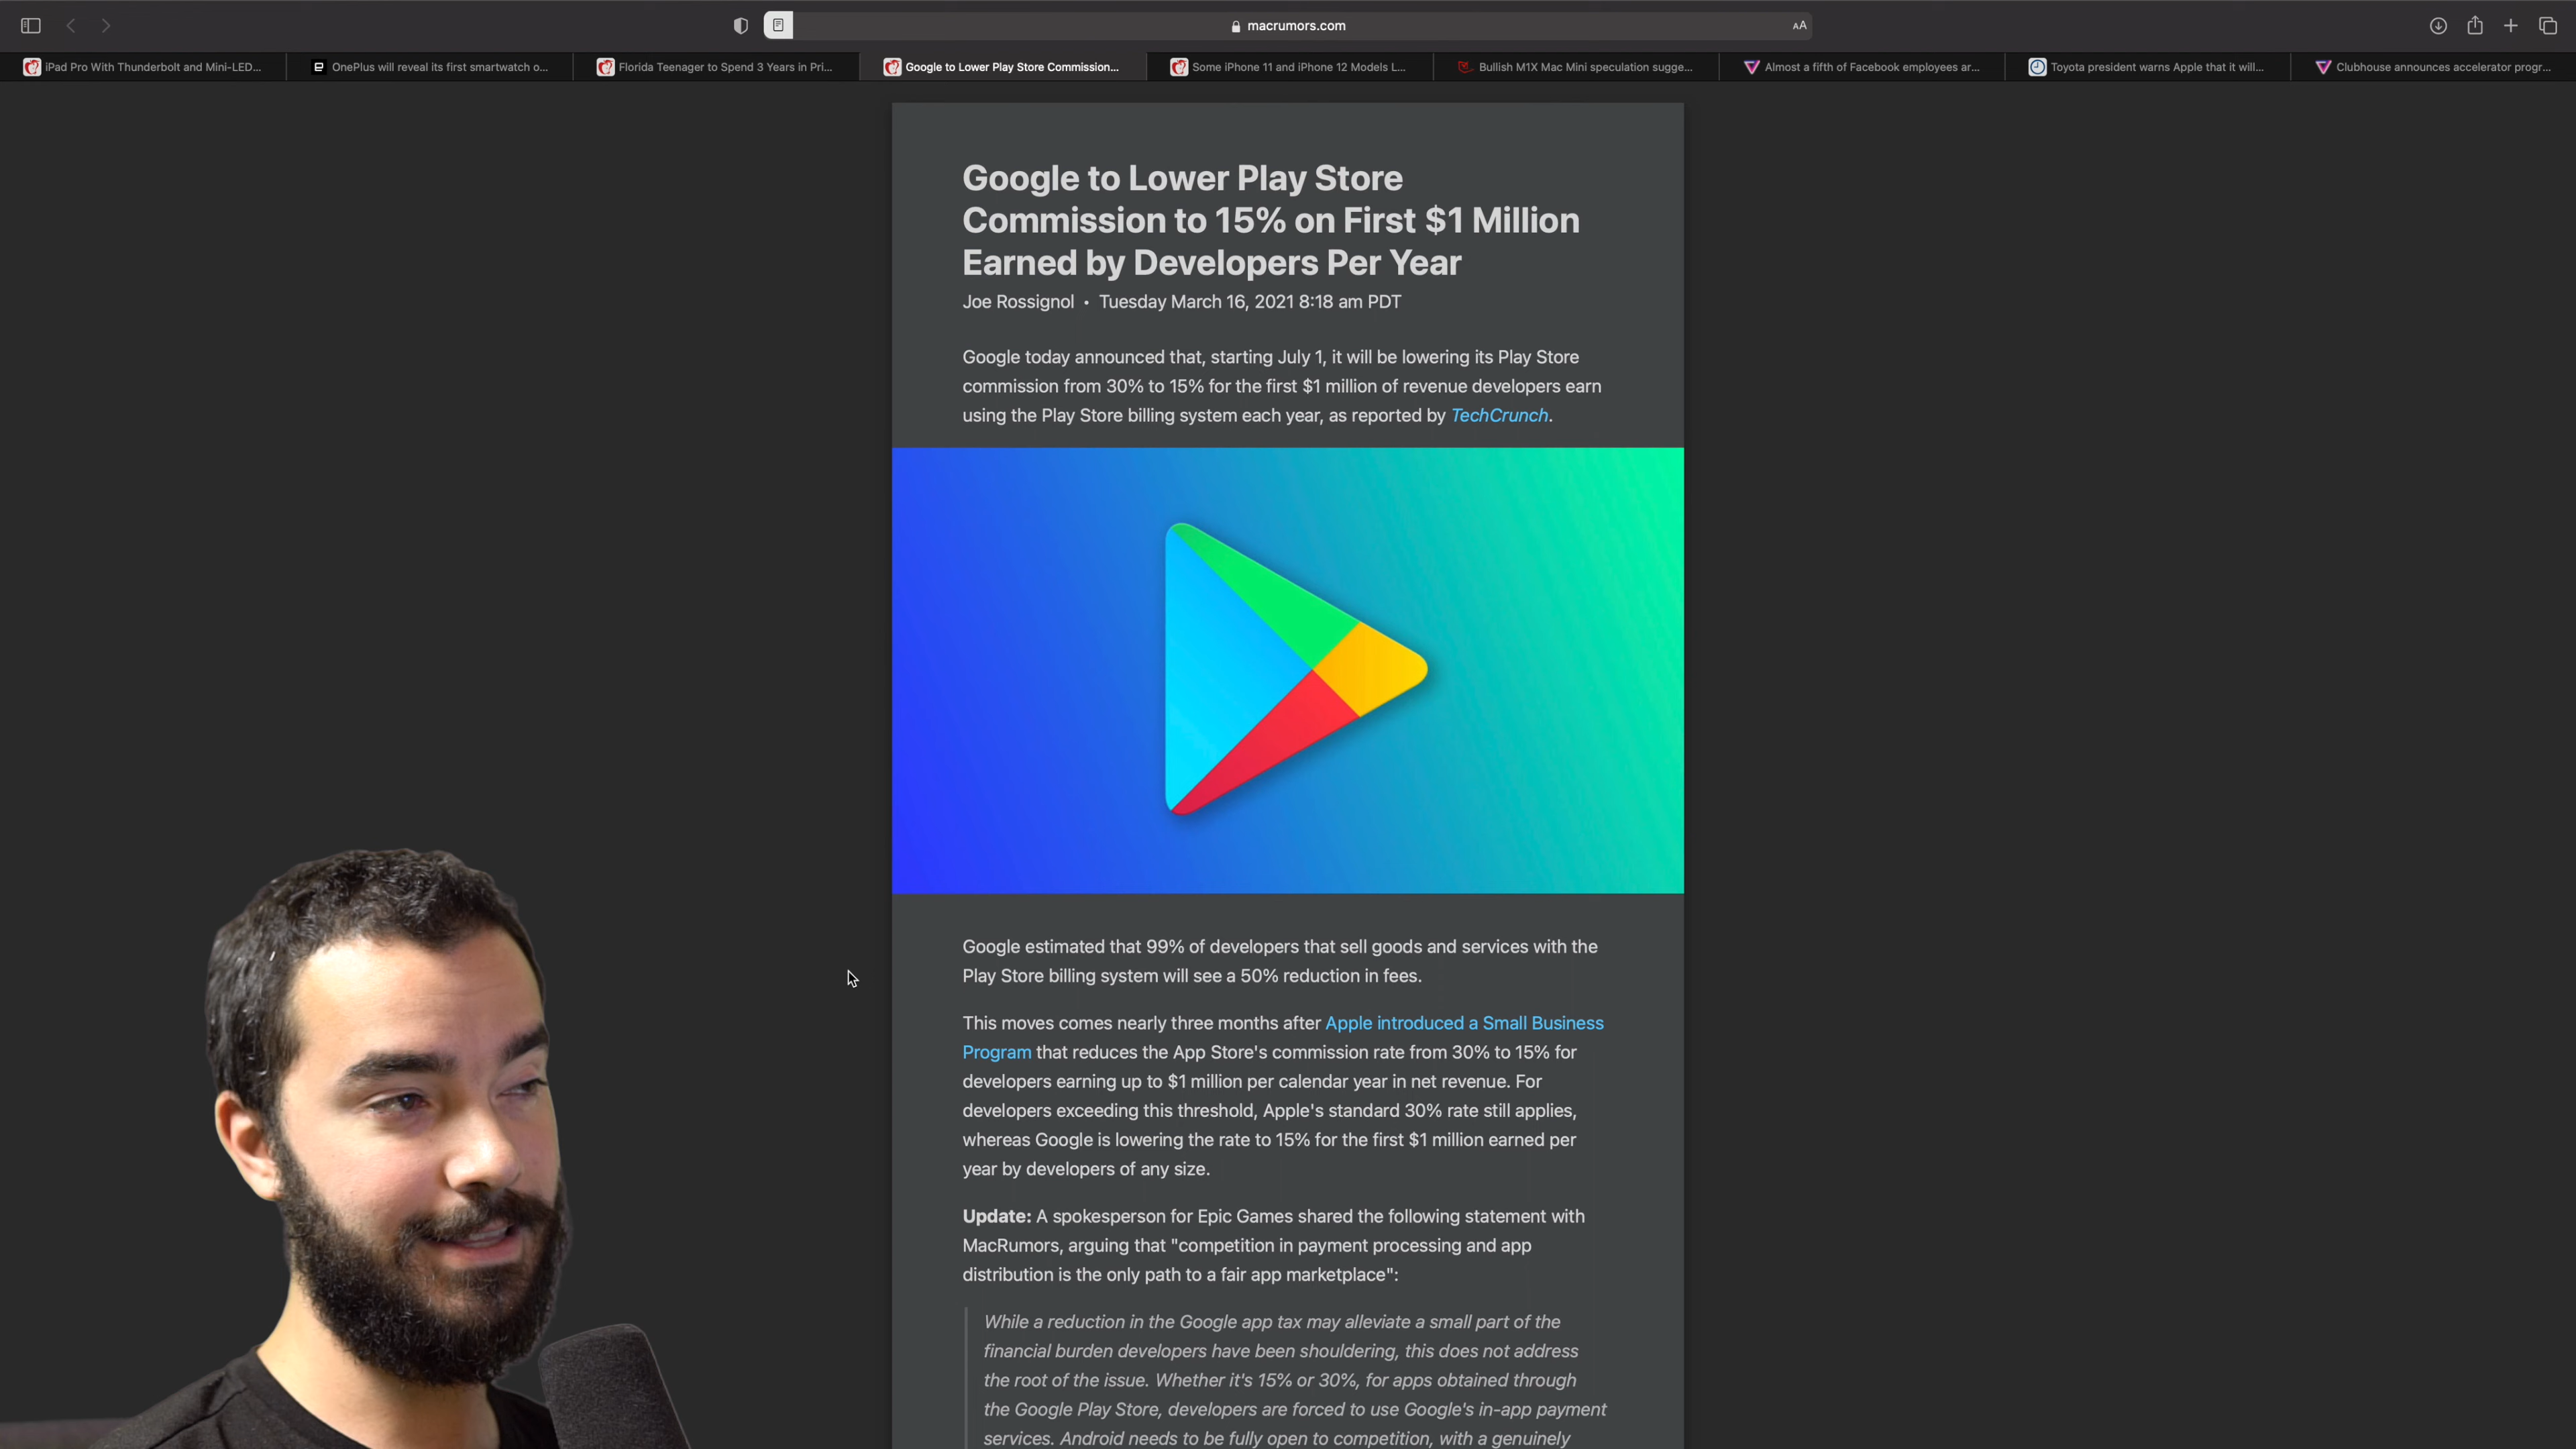 macrumors.com
AA
iPad Pro With Thunderbolt and Mini-LED...
OnePlus will reveal its first smartwatch o...
Florida Teenager to Spend 3 Years in Pri...
Google to Lower Play Store Commission...
Some iPhone 11 and iPhone 12 Models L...
Bullish M1X Mac Mini speculation sugge...
Almost a fifth of Facebook employees ar...
Toyota president warns Apple that it will...
Clubhouse announces accelerator progr...
Google to Lower Play Store
Commission to 15% on First $1 Million
Earned by Developers Per Year
Joe Rossignol • Tuesday March 16, 2021 8:18 am PDT
Google today announced that, starting July 1, it will be lowering its Play Store
commission from 30% to 15% for the first $1 million of revenue developers earn
using the Play Store billing system each year, as reported by TechCrunch.
Google estimated that 99% of developers that sell goods and services with the
Play Store billing system will see a 50% reduction in fees.
This moves comes nearly three months after Apple introduced a Small Business
Program that reduces the App Store's commission rate from 30% to 15% for
developers earning up to $1 million per calendar year in net revenue. For
developers exceeding this threshold, Apple's standard 30% rate still applies,
whereas Google is lowering the rate to 15% for the first $1 million earned per
year by developers of any size.
Update: A spokesperson for Epic Games shared the following statement with
MacRumors, arguing that "competition in payment processing and app
distribution is the only path to a fair app marketplace":
While a reduction in the Google app tax may alleviate a small part of the
financial burden developers have been shouldering, this does not address
the root of the issue. Whether it's 15% or 30%, for apps obtained through
the Google Play Store, developers are forced to use Google's in-app payment
services. Android needs to be fully open to competition, with a genuinely